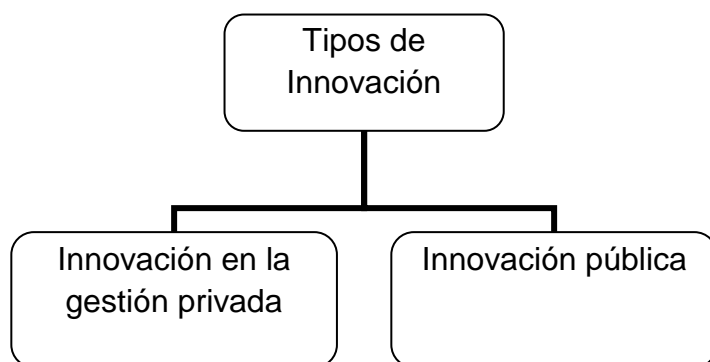 Tipos de
Innovación
Innovación en la
gestión privada
Innovación pública